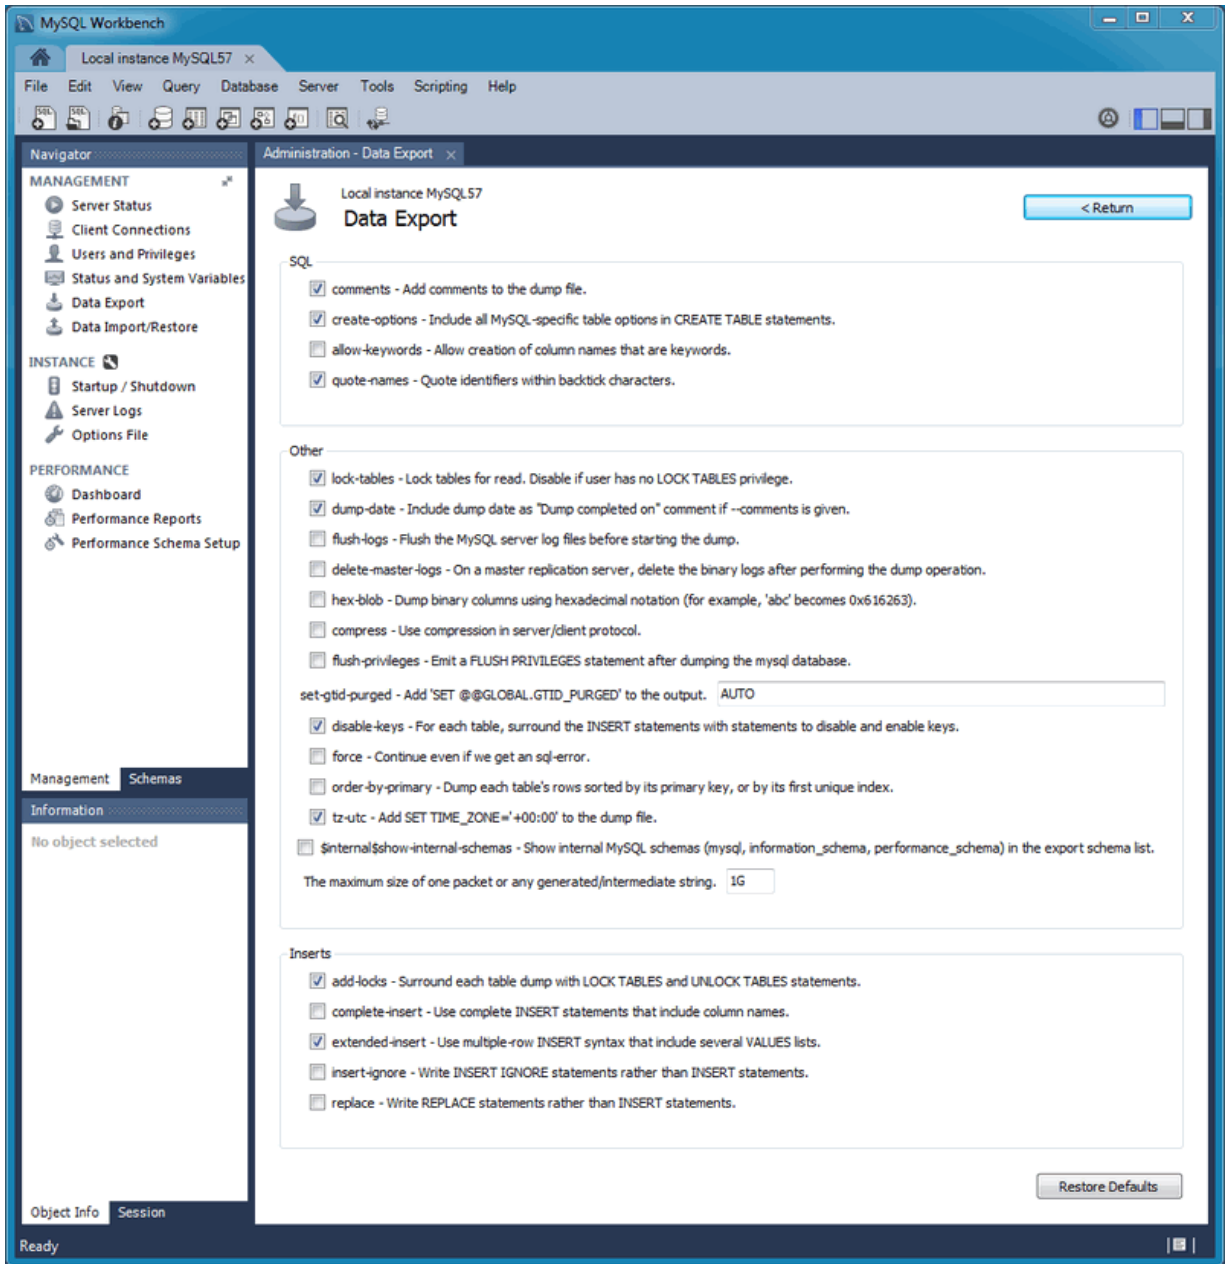 MySQL Workbench
Local instance MySQL57 ×
File Edit View Query Database Server Tools Scripting Help
Navigator
MANAGEMENT
Server Status
Client Connections
Users and Privileges
Status and System Variables
Data Export
Data Import/Restore
INSTANCE
Startup / Shutdown
Server Logs
Options File
PERFORMANCE
Dashboard
Performance Reports
Performance Schema Setup
Management Schemas
Information
No object selected
Object Info Session
Administration - Data Export ×
Local instance MySQL57
Data Export
< Return
SQL
comments - Add comments to the dump file.
create-options - Include all MySQL-specific table options in CREATE TABLE statements.
allow-keywords - Allow creation of column names that are keywords.
quote-names - Quote identifiers within backtick characters.
Other
lock-tables - Lock tables for read. Disable if user has no LOCK TABLES privilege.
dump-date - Include dump date as "Dump completed on" comment if --comments is given.
flush-logs - Flush the MySQL server log files before starting the dump.
delete-master-logs - On a master replication server, delete the binary logs after performing the dump operation.
hex-blob - Dump binary columns using hexadecimal notation (for example, 'abc' becomes 0x616263).
compress - Use compression in server/client protocol.
flush-privileges - Emit a FLUSH PRIVILEGES statement after dumping the mysql database.
set-gtid-purged - Add 'SET @@GLOBAL.GTID_PURGED' to the output. AUTO
disable-keys - For each table, surround the INSERT statements with statements to disable and enable keys.
force - Continue even if we get an sql-error.
order-by-primary - Dump each table's rows sorted by its primary key, or by its first unique index.
tz-utc - Add SET TIME_ZONE='+00:00' to the dump file.
$internal$show-internal-schemas - Show internal MySQL schemas (mysql, information_schema, performance_schema) in the export schema list.
The maximum size of one packet or any generated/intermediate string. 1G
Inserts
add-locks - Surround each table dump with LOCK TABLES and UNLOCK TABLES statements.
complete-insert - Use complete INSERT statements that include column names.
extended-insert - Use multiple-row INSERT syntax that include several VALUES lists.
insert-ignore - Write INSERT IGNORE statements rather than INSERT statements.
replace - Write REPLACE statements rather than INSERT statements.
Restore Defaults
Ready